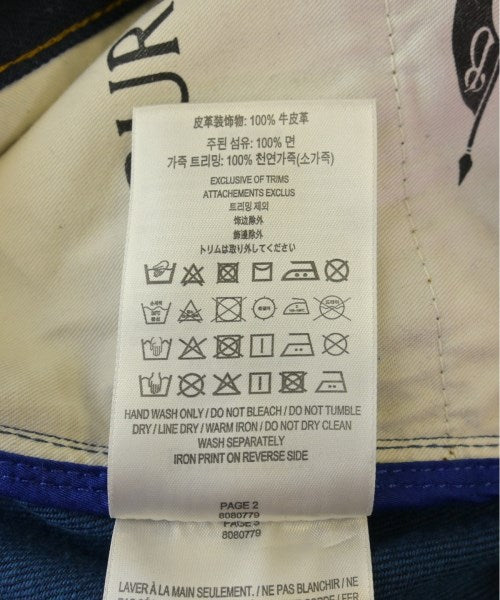 UR
皮革装饰物: 100% 牛皮革
주된 섬유: 100% 면
가죽 트리밍: 100% 천연가죽(소가죽)
EXCLUSIVE OF TRIMS
ATTACHEMENTS EXCLUS
트리밍 제외
饰边除外
飾邊除外
トリムは取り外してください
HAND WASH ONLY / DO NOT BLEACH / DO NOT TUMBLE
DRY / LINE DRY / WARM IRON / DO NOT DRY CLEAN
WASH SEPARATELY
IRON PRINT ON REVERSE SIDE
PAGE 2
8080779
PAGE 3
8080779
LAVER À LA MAIN SEULEMENT. / NE PAS BLANCHIR / NE